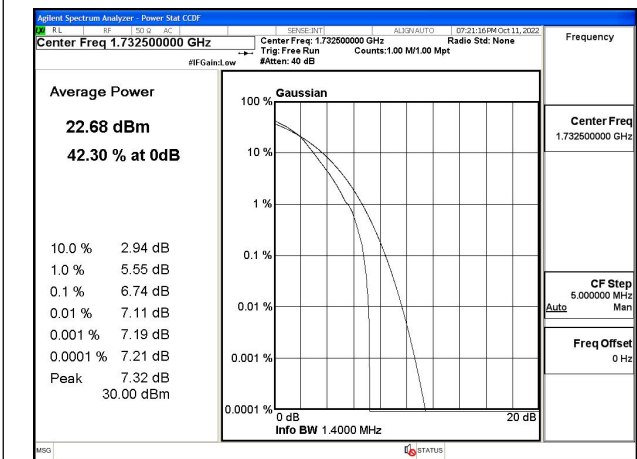 Agilent Spectrum Analyzer - Power Stat CCDF
RL RF 50 Ω AC SENSE:INT ALIGN AUTO 07:21:16 PM Oct 11, 2022
Center Freq 1.732500000 GHz
Center Freq: 1.732500000 GHz Radio Std: None
Trig: Free Run Counts:1.00 M/1.00 Mpt
#IFGain:Low #Atten: 40 dB
Frequency
Average Power
22.68 dBm
42.30 % at 0dB
10.0 % 2.94 dB
1.0 % 5.55 dB
0.1 % 6.74 dB
0.01 % 7.11 dB
0.001 % 7.19 dB
0.0001 % 7.21 dB
Peak 7.32 dB
30.00 dBm
Gaussian
100 %
10 %
1 %
0.1 %
0.01 %
0.001 %
0.0001 %
0 dB 20 dB
Info BW 1.4000 MHz
Center Freq
1.732500000 GHz
CF Step
5.000000 MHz
Auto Man
Freq Offset
0 Hz
MSG STATUS